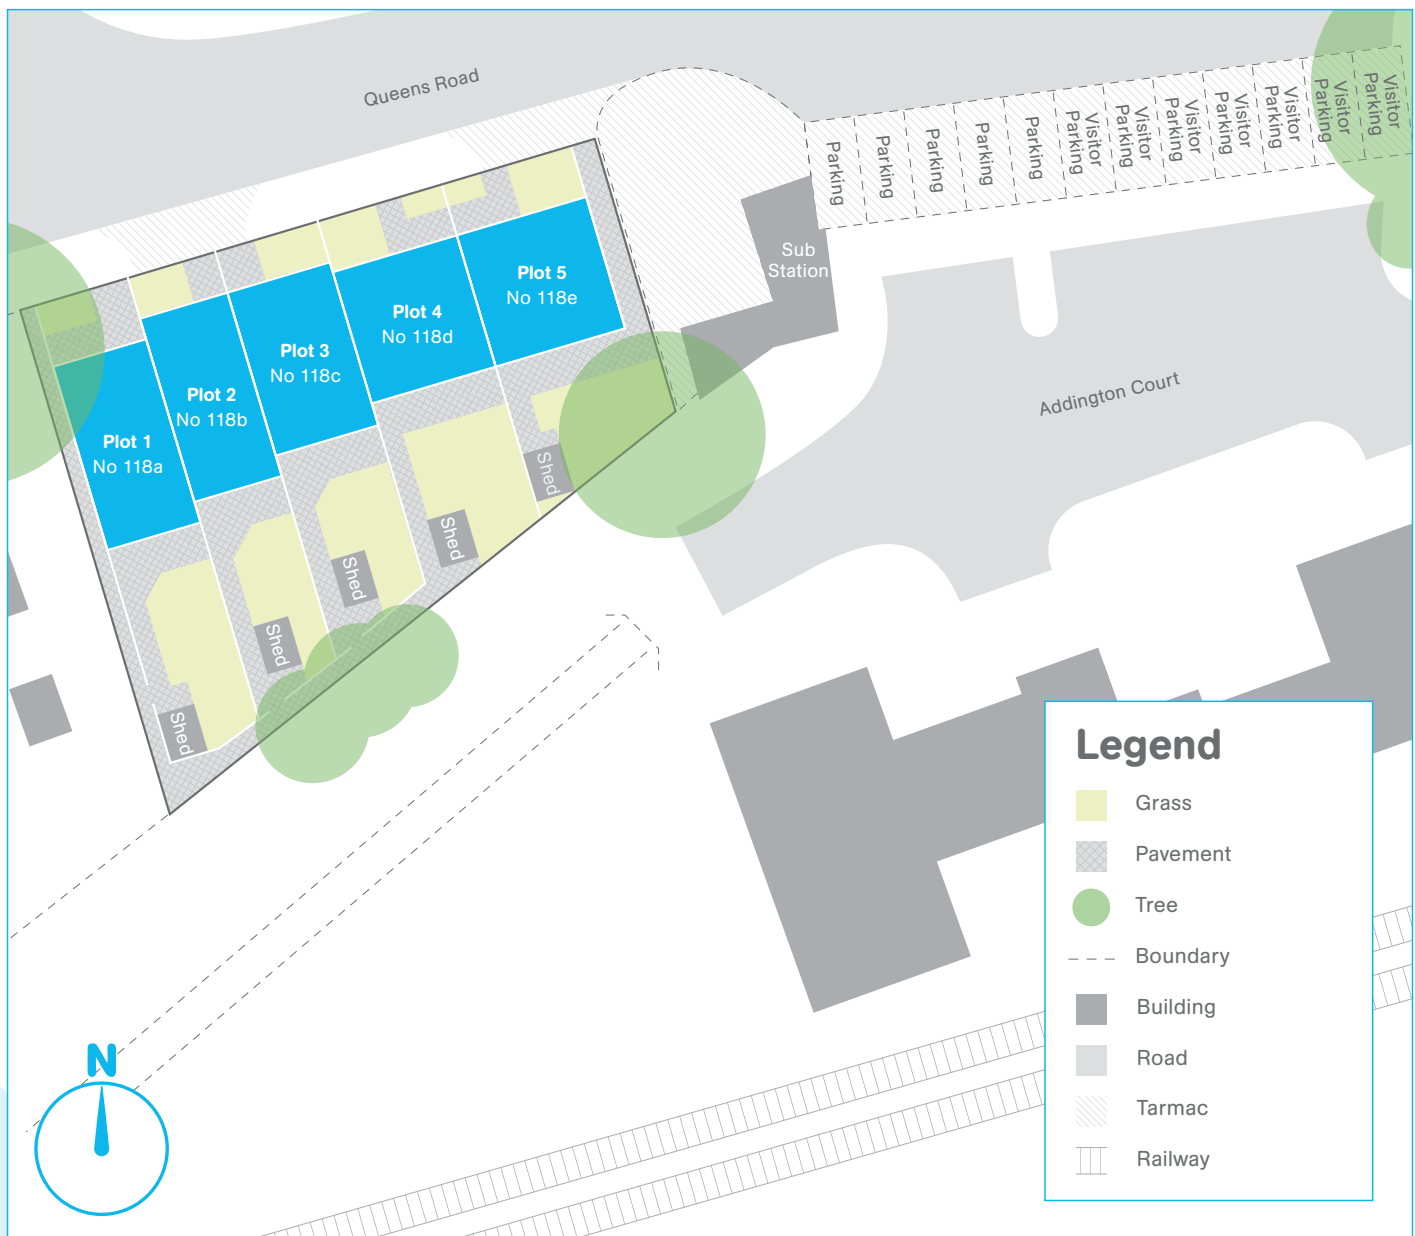 Queens Road
Parking
Parking
Parking
Parking
Parking
Visitor
Parking
Visitor
Parking
Visitor
Parking
Visitor
Parking
Visitor
Parking
Visitor
Parking
Visitor
Parking
Sub
Station
Plot 5
No 118e
Plot 4
No 118d
Plot 3
No 118c
Plot 2
No 118b
Plot 1
No 118a
Addington Court
Shed
Shed
Shed
Shed
Shed
Legend
Grass
Pavement
Tree
Boundary
Building
Road
Tarmac
Railway
N